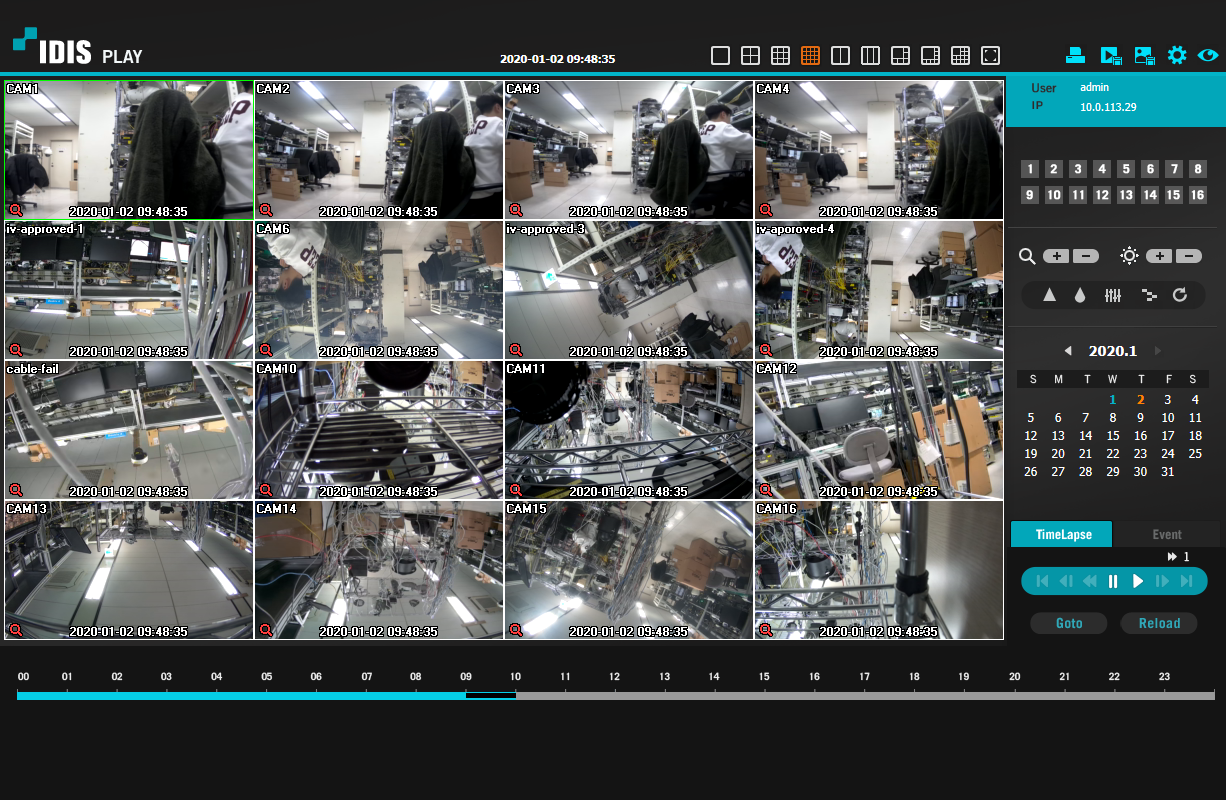 IDIS PLAY
2020-01-02 09:48:35
User admin
IP 10.0.113.29
CAM1
2020-01-02 09:48:35
CAM2
2020-01-02 09:48:35
CAM3
2020-01-02 09:48:35
CAM4
2020-01-02 09:48:35
iv-approved-1
2020-01-02 09:48:35
CAM6
2020-01-02 09:48:35
iv-approved-3
2020-01-02 09:48:35
iv-aporoved-4
2020-01-02 09:48:35
cable-fail
2020-01-02 09:48:35
CAM10
2020-01-02 09:48:35
CAM11
2020-01-02 09:48:35
CAM12
2020-01-02 09:48:35
CAM13
2020-01-02 09:48:35
CAM14
2020-01-02 09:48:35
CAM15
2020-01-02 09:48:35
CAM16
2020-01-02 09:48:35
1 2 3 4 5 6 7 8
9 10 11 12 13 14 15 16
2020.1
S M T W T F S
1 2 3 4
5 6 7 8 9 10 11
12 13 14 15 16 17 18
19 20 21 22 23 24 25
26 27 28 29 30 31
TimeLapse Event
1
Goto Reload
00 01 02 03 04 05 06 07 08 09 10 11 12 13 14 15 16 17 18 19 20 21 22 23